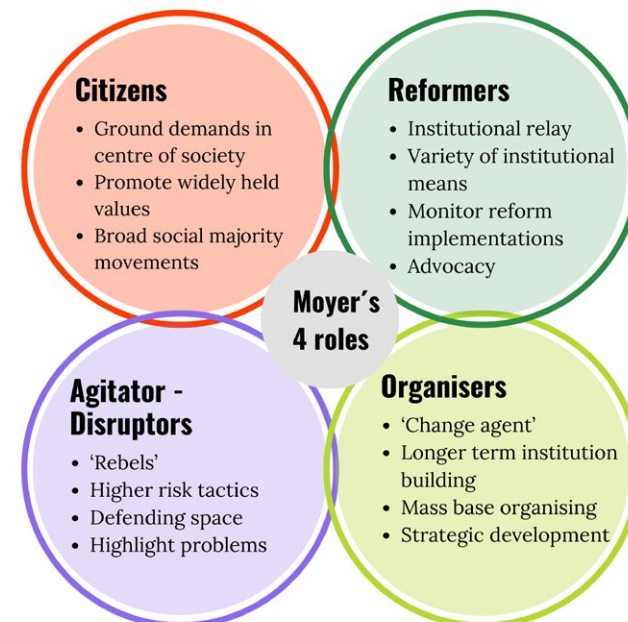 Citizens
• Ground demands in
centre of society
• Promote widely held
values
• Broad social majority
movements
Reformers
• Institutional relay
• Variety of institutional
means
• Monitor reform
implementations
• Advocacy
Moyer´s
4 roles
Agitator -
Disruptors
• ‘Rebels’
• Higher risk tactics
• Defending space
• Highlight problems
Organisers
• ‘Change agent’
• Longer term institution
building
• Mass base organising
• Strategic development